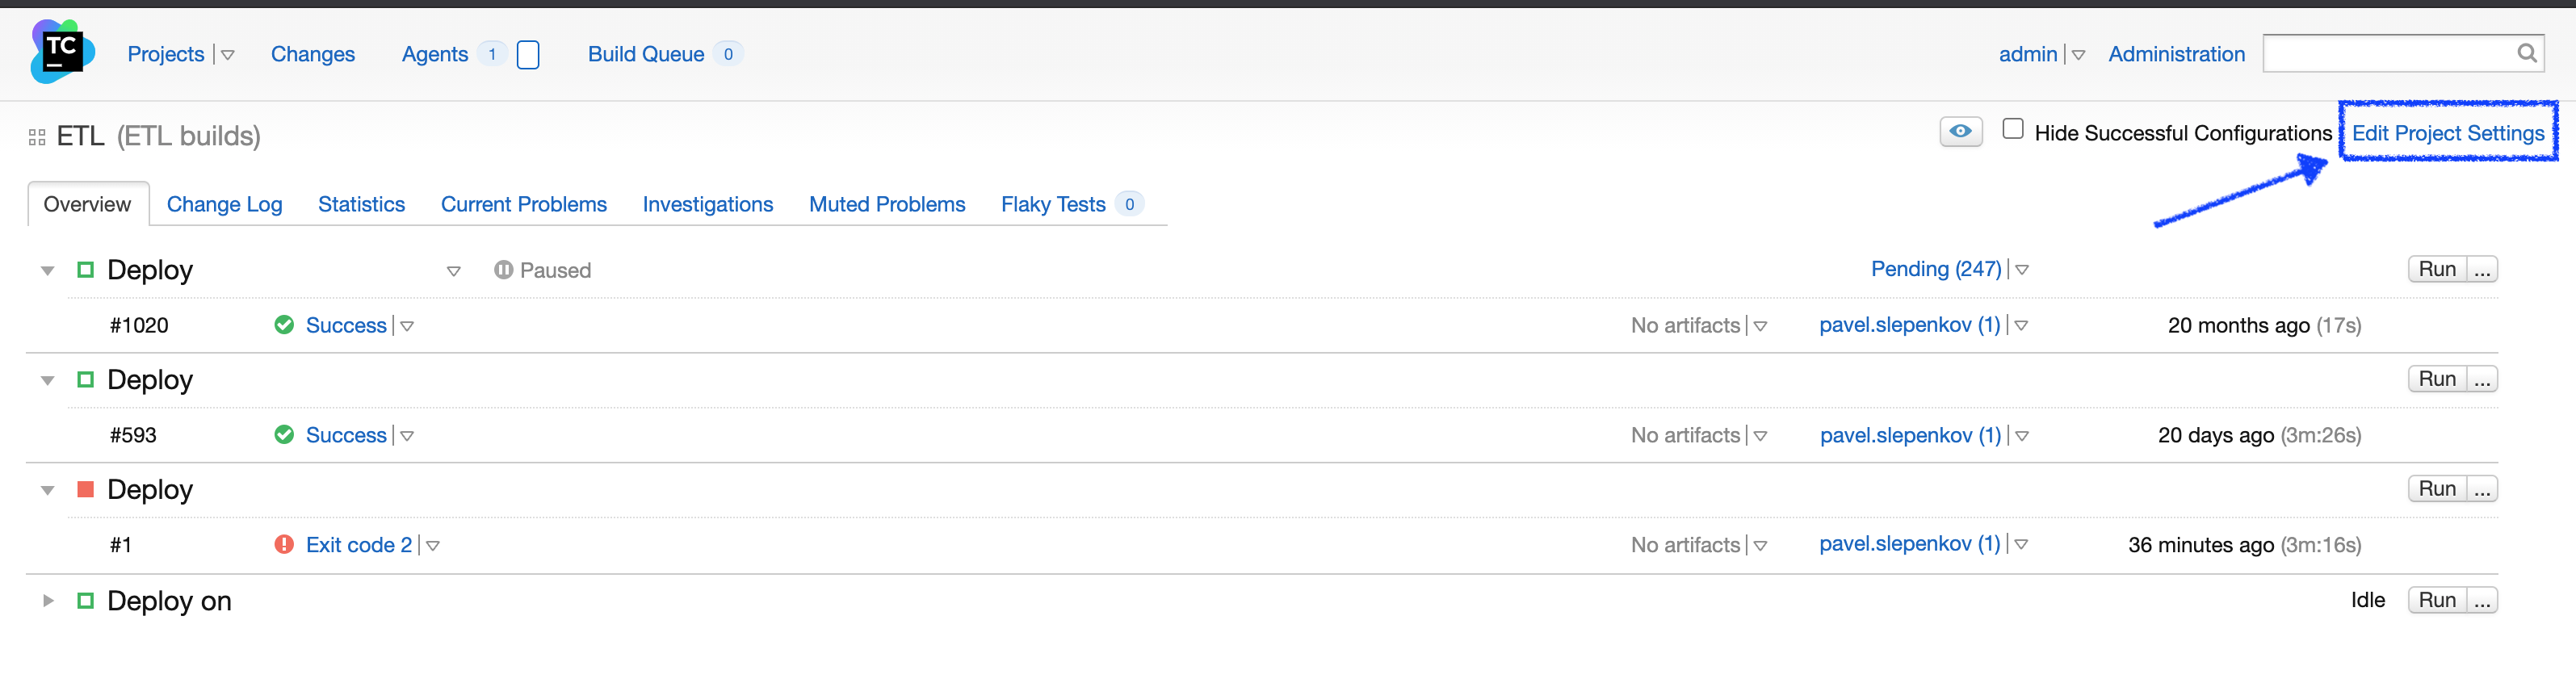 TC Projects Changes Agents 1 Build Queue 0 admin Administration
ETL (ETL builds) Hide Successful Configurations Edit Project Settings
Overview Change Log Statistics Current Problems Investigations Muted Problems Flaky Tests 0
Deploy Paused Pending (247) Run ...
#1020 Success No artifacts pavel.slepenkov (1) 20 months ago (17s)
Deploy Run ...
#593 Success No artifacts pavel.slepenkov (1) 20 days ago (3m:26s)
Deploy Run ...
#1 Exit code 2 No artifacts pavel.slepenkov (1) 36 minutes ago (3m:16s)
Deploy on Idle Run ...